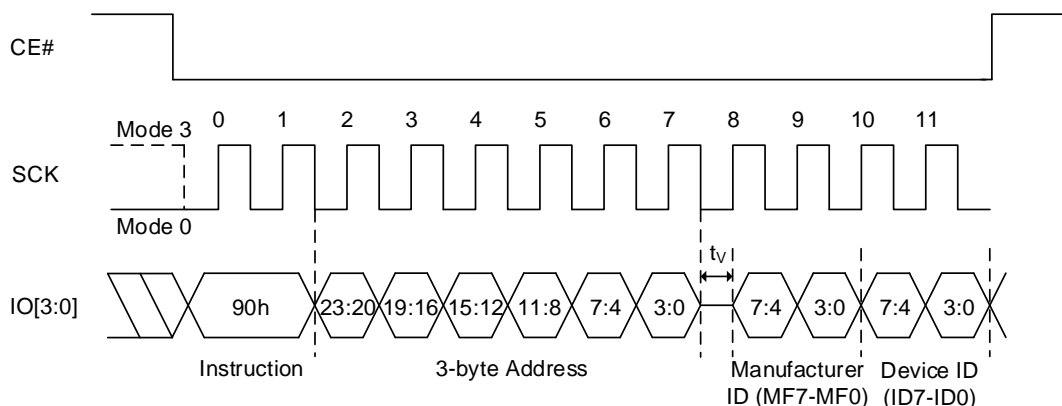 CE#
0 1 2 3 4 5 6 7 8 9 10 11
Mode 3
SCK
Mode 0
tV
IO[3:0]
90h 23:20 19:16 15:12 11:8 7:4 3:0 7:4 3:0 7:4 3:0
Instruction 3-byte Address Manufacturer Device ID
ID (MF7-MF0) (ID7-ID0)